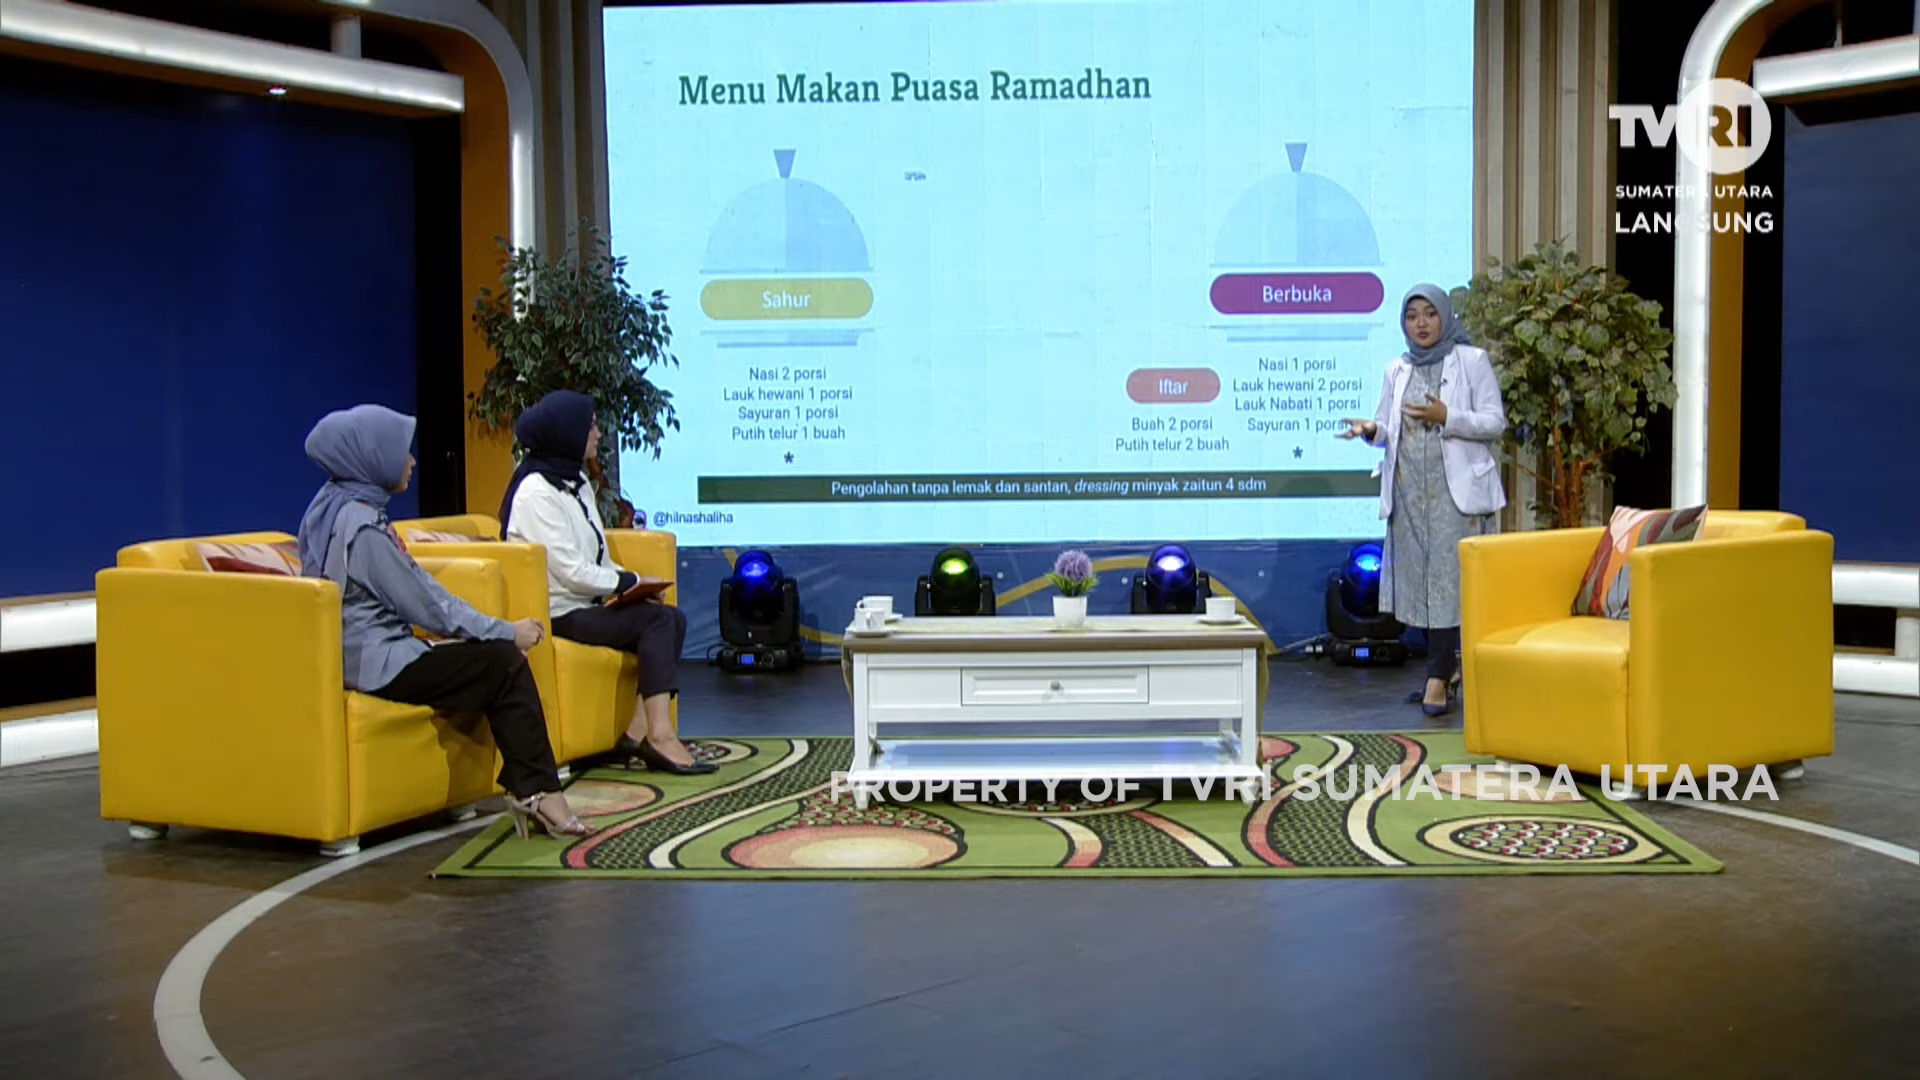 Menu Makan Puasa Ramadhan
TVRI
SUMATERA UTARA
LANGSUNG
Sahur
Nasi 2 porsi
Lauk hewani 1 porsi
Sayuran 1 porsi
Putih telur 1 buah
*
Iftar
Buah 2 porsi
Putih telur 2 buah
Berbuka
Nasi 1 porsi
Lauk hewani 2 porsi
Lauk Nabati 1 porsi
Sayuran 1 porsi
*
Pengolahan tanpa lemak dan santan, dressing minyak zaitun 4 sdm
@hilnashaliha
PROPERTY OF TVRI SUMATERA UTARA